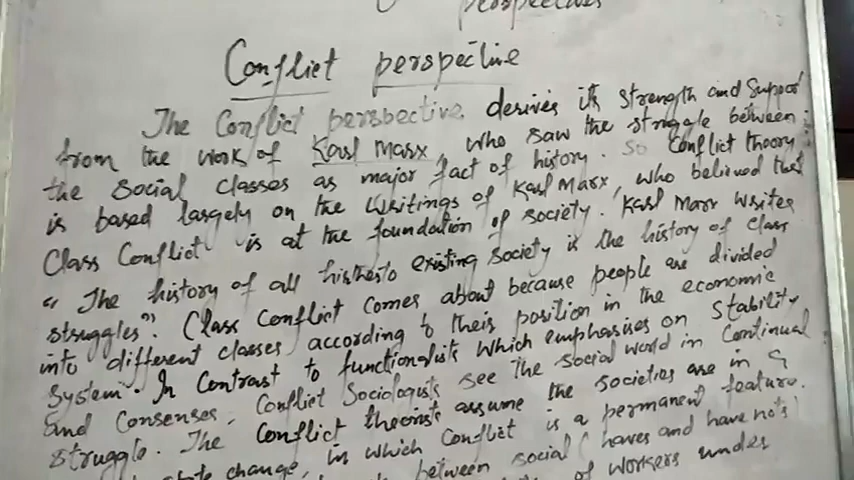 perspectives
Conflict perspective
The Conflict perspective derives its strength and Support
from the work of Karl Marx, who saw the struggle between
the Social Classes as major fact of history. So Conflict theory
is based largely on the writings of Karl Marx, who believed that
Class Conflict is at the foundation of society. Karl Marx writes
"The history of all hitherto existing Society is the history of class
struggles". Class Conflict Comes about because people are divided
into different classes according to their position in the economic
System. In Contrast to functionalists which emphasises on Stability
and Consenses, Conflict Sociologists see the social world in Continual
struggle. The Conflict theorists assume the societies are in a
state change, in which Conflict is a permanent feature.
between social (haves and have nots)
of workers under